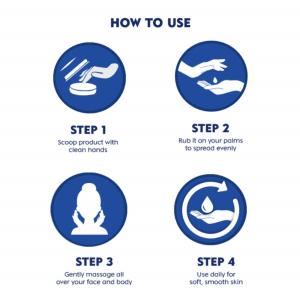 HOW TO USE
STEP 1
Scoop product with
clean hands
STEP 2
Rub it on your palms
to spread evenly
STEP 3
Gently massage all
over your face and body
STEP 4
Use daily for
soft, smooth skin